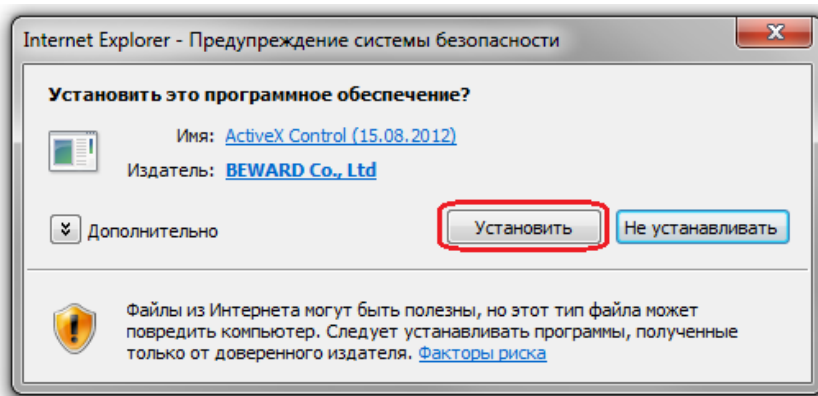 Internet Explorer - Предупреждение системы безопасности
Установить это программное обеспечение?
Имя: ActiveX Control (15.08.2012)
Издатель: BEWARD Co., Ltd
Дополнительно
Установить
Не устанавливать
Файлы из Интернета могут быть полезны, но этот тип файла может
повредить компьютер. Следует устанавливать программы, полученные
только от доверенного издателя. Факторы риска